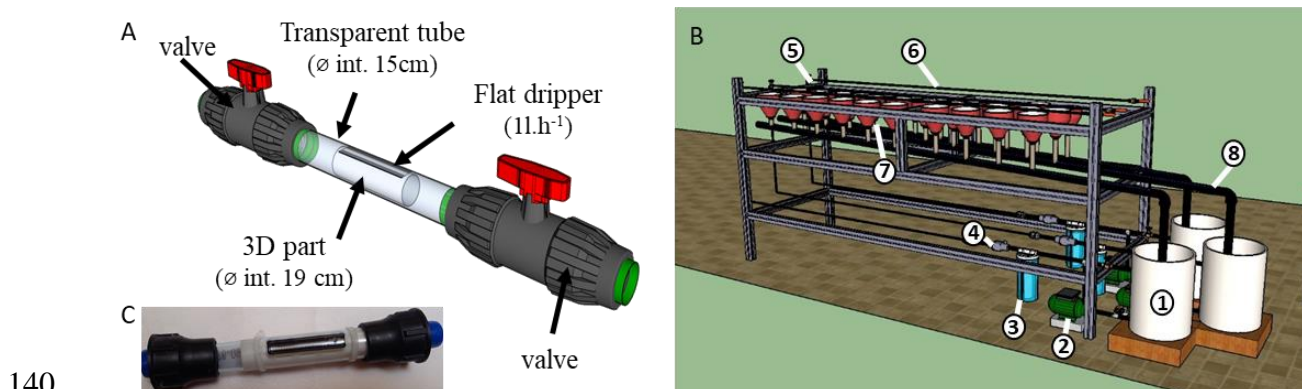 A
valve
Transparent tube
(⌀ int. 15cm)
Flat dripper
(1l.h⁻¹)
3D part
(⌀ int. 19 cm)
valve
C
B
5
6
7
8
4
3
2
1
140